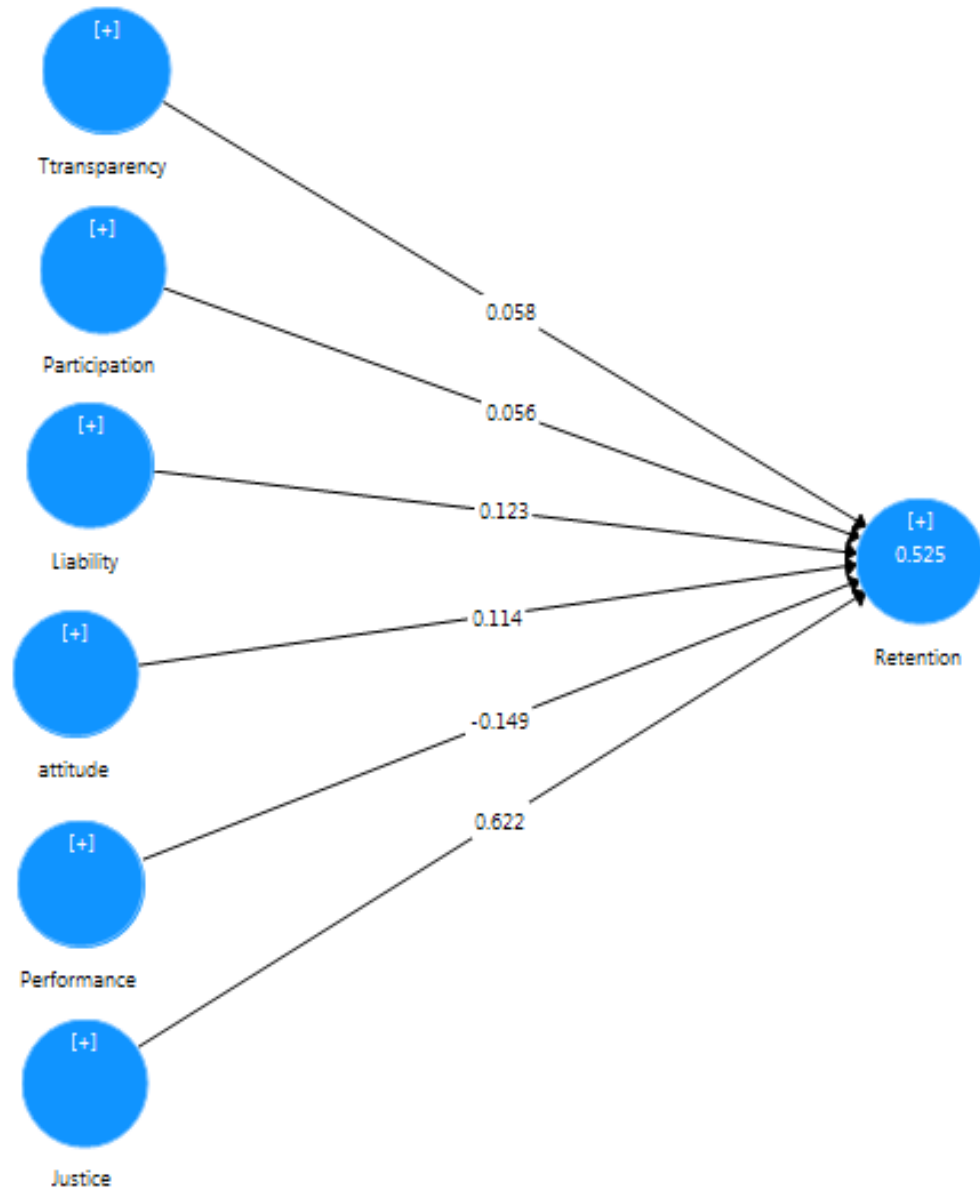 [+]
Ttransparency
[+]
Participation
[+]
Liability
[+]
attitude
[+]
Performance
[+]
Justice
0.058
0.056
0.123
0.114
-0.149
0.622
[+]
0.525
Retention